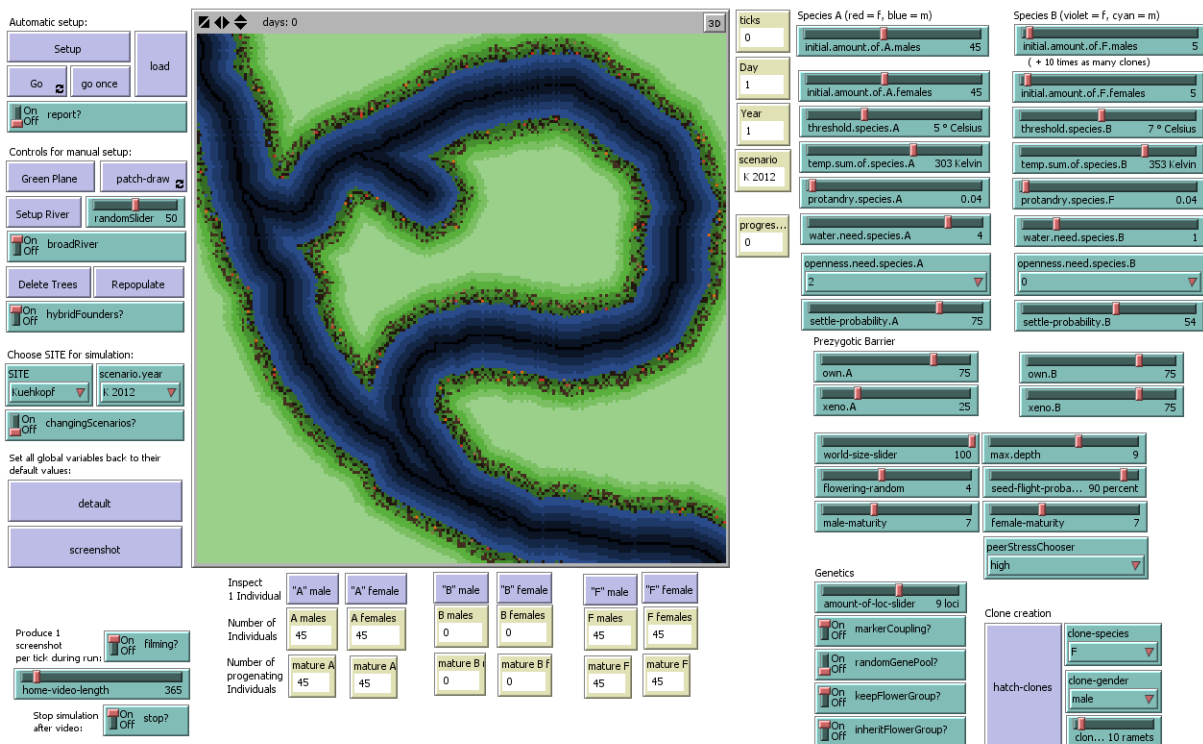 Automatic setup:
Setup
load
Go
go once
On
Off
report?
Controls for manual setup:
Green Plane
patch-draw
Setup River
randomSlider 50
On
Off
broadRiver
Delete Trees
Repopulate
On
Off
hybridFounders?
Choose SITE for simulation:
SITE
Kuehkopf
scenario.year
K 2012
On
Off
changingScenarios?
Set all global variables back to their
default values:
detault
screenshot
Produce 1
screenshot
per tick during run:
On
Off
filming?
home-video-length 365
Stop simulation
after video:
On
Off
stop?
days: 0
3D
ticks
0
Day
1
Year
1
scenario
K 2012
progres...
0
Inspect
1 Individual
"A" male
"A" female
"B" male
"B" female
"F" male
"F" female
Number of
Individuals
A males
45
A females
45
B males
0
B females
0
F males
45
F females
45
Number of
progenating
Individuals
mature A
45
mature A
45
mature B
0
mature B f
0
mature F
45
mature F
45
Species A (red = f, blue = m)
initial.amount.of.A.males 45
initial.amount.of.A.females 45
threshold.species.A 5 ° Celsius
temp.sum.of.species.A 303 Kelvin
protandry.species.A 0.04
water.need.species.A 4
openness.need.species.A
2
settle-probability.A 75
Species B (violet = f, cyan = m)
initial.amount.of.F.males 5
( + 10 times as many clones)
initial.amount.of.F.females 5
threshold.species.B 7 ° Celsius
temp.sum.of.species.B 353 Kelvin
protandry.species.F 0.04
water.need.species.B 1
openness.need.species.B
0
settle-probability.B 54
Prezygotic Barrier
own.A 75
own.B 75
xeno.A 25
xeno.B 75
world-size-slider 100
max.depth 9
flowering-random 4
seed-flight-proba... 90 percent
male-maturity 7
female-maturity 7
peerStressChooser
high
Genetics
amount-of-loc-slider 9 loci
On
Off
markerCoupling?
On
Off
randomGenePool?
On
Off
keepFlowerGroup?
On
Off
inheritFlowerGroup?
Clone creation
hatch-clones
clone-species
F
clone-gender
male
clon... 10 ramets